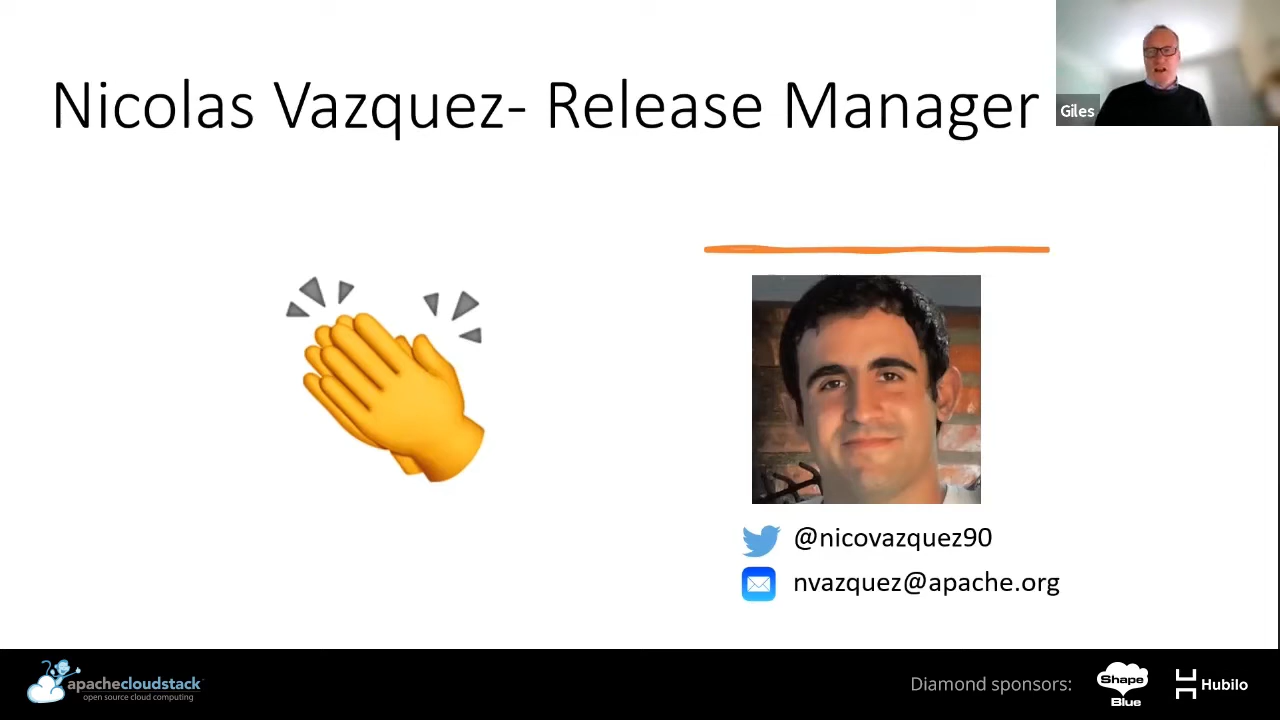 Nicolas Vazquez- Release Manager
Giles
@nicovazquez90
nvazquez@apache.org
apachecloudstack
open source cloud computing
Diamond sponsors:
Shape
Blue
Hubilo